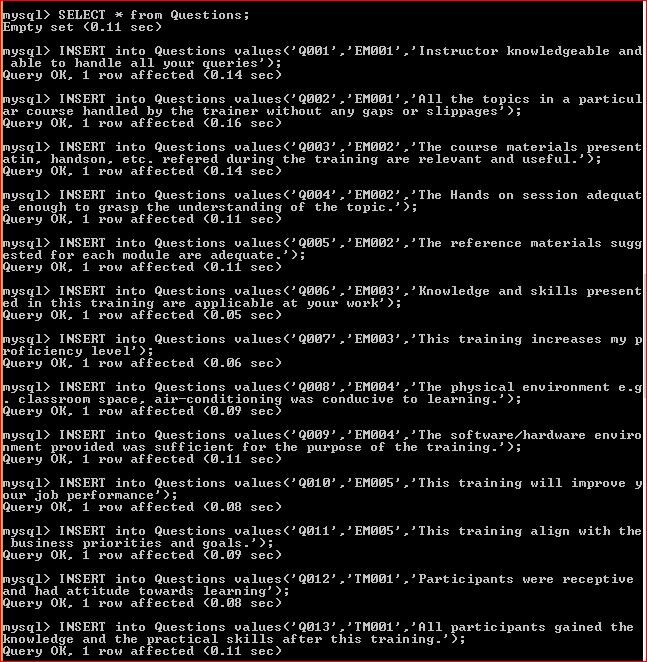 mysql> SELECT * from Questions;
Empty set (0.11 sec)
mysql> INSERT into Questions values('Q001','EM001','Instructor knowledgeable and
 able to handle all your queries');
Query OK, 1 row affected (0.14 sec)
mysql> INSERT into Questions values('Q002','EM001','All the topics in a particul
ar course handled by the trainer without any gaps or slippages');
Query OK, 1 row affected (0.16 sec)
mysql> INSERT into Questions values('Q003','EM002','The course materials present
atin, handson, etc. refered during the training are relevant and useful.');
Query OK, 1 row affected (0.14 sec)
mysql> INSERT into Questions values('Q004','EM002','The Hands on session adequat
e enough to grasp the understanding of the topic.');
Query OK, 1 row affected (0.11 sec)
mysql> INSERT into Questions values('Q005','EM002','The reference materials sugg
ested for each module are adequate.');
Query OK, 1 row affected (0.11 sec)
mysql> INSERT into Questions values('Q006','EM003','Knowledge and skills present
ed in this training are applicable at your work');
Query OK, 1 row affected (0.05 sec)
mysql> INSERT into Questions values('Q007','EM003','This training increases my p
roficiency level');
Query OK, 1 row affected (0.06 sec)
mysql> INSERT into Questions values('Q008','EM004','The physical environment e.g
. classroom space, air-conditioning was conducive to learning.');
Query OK, 1 row affected (0.09 sec)
mysql> INSERT into Questions values('Q009','EM004','The software/hardware enviro
nment provided was sufficient for the purpose of the training.');
Query OK, 1 row affected (0.11 sec)
mysql> INSERT into Questions values('Q010','EM005','This training will improve y
our job performance');
Query OK, 1 row affected (0.08 sec)
mysql> INSERT into Questions values('Q011','EM005','This training align with the
 business priorities and goals.');
Query OK, 1 row affected (0.09 sec)
mysql> INSERT into Questions values('Q012','TM001','Participants were receptive
and had attitude towards learning');
Query OK, 1 row affected (0.08 sec)
mysql> INSERT into Questions values('Q013','TM001','All participants gained the
knowledge and the practical skills after this training.');
Query OK, 1 row affected (0.11 sec)